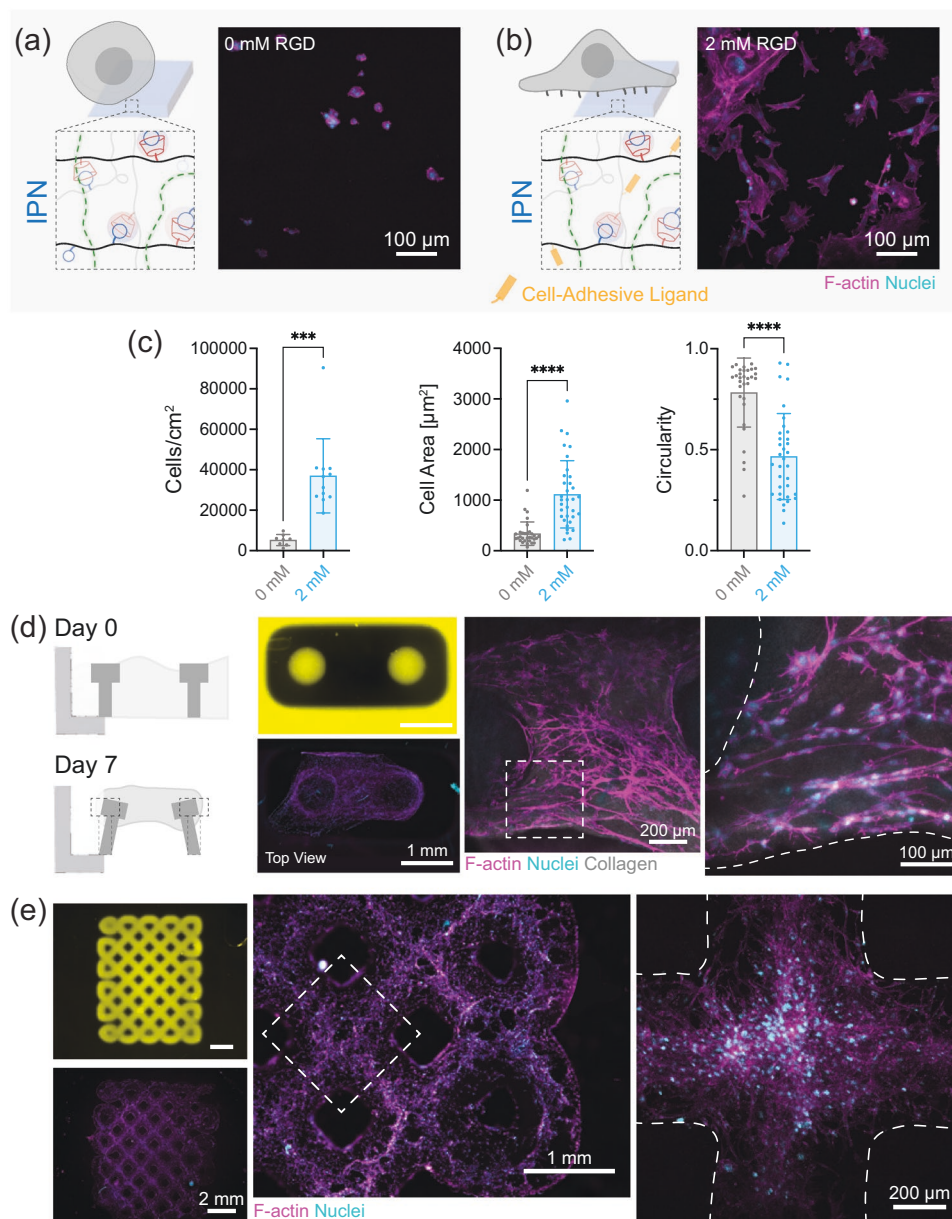 (a)
0 mM RGD
IPN
100 µm
(b)
2 mM RGD
IPN
100 µm
Cell-Adhesive Ligand
F-actin Nuclei
(c)
Cells/cm²
100000
80000
60000
40000
20000
0
***
0 mM
2 mM
Cell Area [µm²]
4000
3000
2000
1000
0
****
0 mM
2 mM
Circularity
1.0
0.5
0.0
****
0 mM
2 mM
(d)
Day 0
Day 7
Top View
1 mm
200 µm
F-actin Nuclei Collagen
100 µm
(e)
2 mm
1 mm
F-actin Nuclei
200 µm